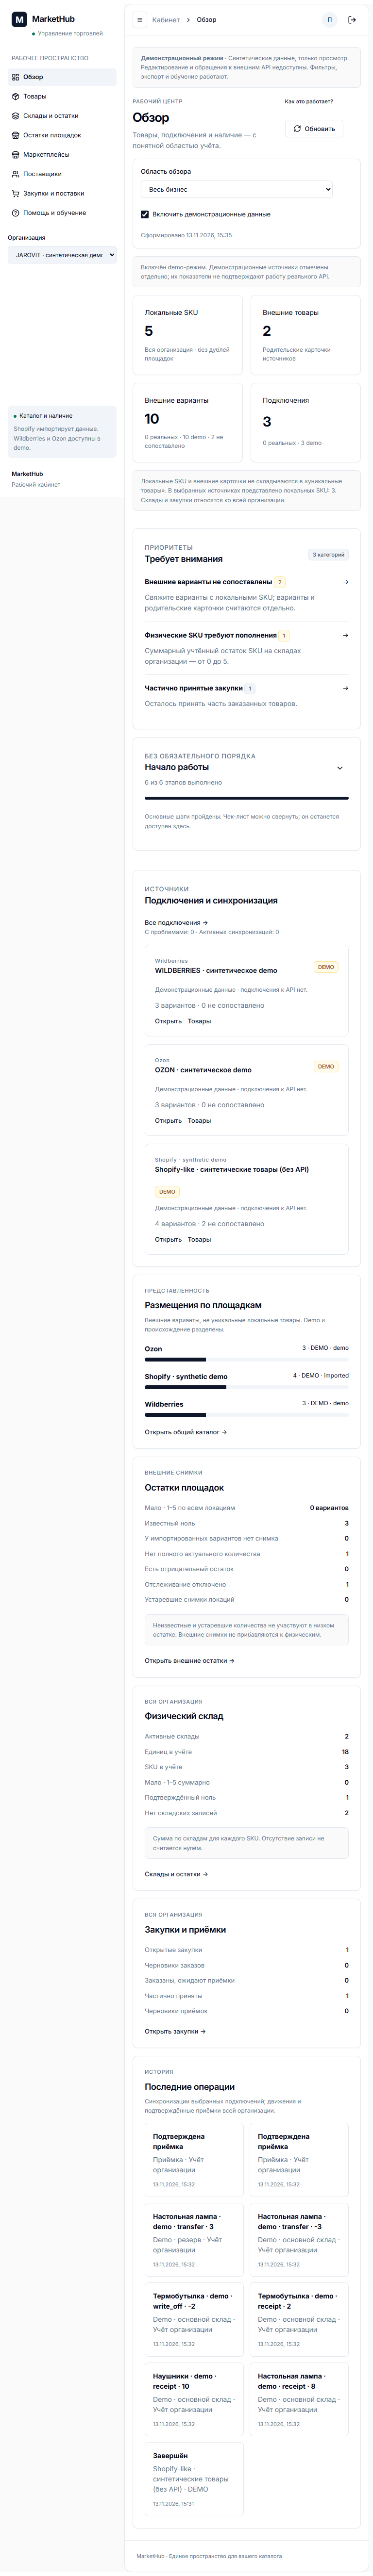 M MarketHub
Управление торговлей
РАБОЧЕЕ ПРОСТРАНСТВО
Обзор
Товары
Склады и остатки
Остатки площадок
Маркетплейсы
Поставщики
Закупки и поставки
Помощь и обучение
Организация
JAROVIT · синтетическая дем
Каталог и наличие
Shopify импортирует данные.
Wildberries и Ozon доступны в
demo.
MarketHub
Рабочий кабинет
Кабинет > Обзор
П
Демонстрационный режим · Синтетические данные, только просмотр.
Редактирование и обращения к внешним API недоступны. Фильтры,
экспорт и обучение работают.
РАБОЧИЙ ЦЕНТР
Обзор
Товары, подключения и наличие — с
понятной областью учёта.
Как это работает?
Обновить
Область обзора
Весь бизнес
Включить демонстрационные данные
Сформировано 13.11.2026, 15:35
Включён demo-режим. Демонстрационные источники отмечены
отдельно; их показатели не подтверждают работу реального API.
Локальные SKU
5
Вся организация · без дублей
площадок
Внешние товары
2
Родительские карточки
источников
Внешние варианты
10
0 реальных · 10 demo · 2 не
сопоставлено
Подключения
3
0 реальных · 3 demo
Локальные SKU и внешние карточки не складываются в «уникальные
товары». В выбранных источниках представлено локальных SKU: 3.
Склады и закупки относятся ко всей организации.
ПРИОРИТЕТЫ
Требует внимания
3 категорий
Внешние варианты не сопоставлены 2 →
Свяжите варианты с локальными SKU; варианты и
родительские карточки считаются отдельно.
Физические SKU требуют пополнения 1 →
Суммарный учтённый остаток SKU на складах
организации — от 0 до 5.
Частично принятые закупки 1 →
Осталось принять часть заказанных товаров.
БЕЗ ОБЯЗАТЕЛЬНОГО ПОРЯДКА
Начало работы
6 из 6 этапов выполнено
Основные шаги пройдены. Чек-лист можно свернуть; он останется
доступен здесь.
ИСТОЧНИКИ
Подключения и синхронизация
Все подключения →
С проблемами: 0 · Активных синхронизаций: 0
Wildberries
WILDBERRIES · синтетическое demo
DEMO
Демонстрационные данные · подключения к API нет.
3 вариантов · 0 не сопоставлено
Открыть Товары
Ozon
OZON · синтетическое demo
DEMO
Демонстрационные данные · подключения к API нет.
3 вариантов · 0 не сопоставлено
Открыть Товары
Shopify · synthetic demo
Shopify-like · синтетические товары (без API)
DEMO
Демонстрационные данные · подключения к API нет.
4 вариантов · 2 не сопоставлено
Открыть Товары
ПРЕДСТАВЛЕННОСТЬ
Размещения по площадкам
Внешние варианты, не уникальные локальные товары. Demo и
происхождение разделены.
Ozon 3 · DEMO · demo
Shopify · synthetic demo 4 · DEMO · imported
Wildberries 3 · DEMO · demo
Открыть общий каталог →
ВНЕШНИЕ СНИМКИ
Остатки площадок
Мало · 1–5 по всем локациям 0 вариантов
Известный ноль 3
У импортированных вариантов нет снимка 0
Нет полного актуального количества 1
Есть отрицательный остаток 0
Отслеживание отключено 1
Устаревшие снимки локаций 0
Неизвестные и устаревшие количества не участвуют в низком
остатке. Внешние снимки не прибавляются к физическим.
Открыть внешние остатки →
ВСЯ ОРГАНИЗАЦИЯ
Физический склад
Активные склады 2
Единиц в учёте 18
SKU в учёте 3
Мало · 1–5 суммарно 0
Подтверждённый ноль 1
Нет складских записей 2
Сумма по складам для каждого SKU. Отсутствие записи не
считается нулём.
Склады и остатки →
ВСЯ ОРГАНИЗАЦИЯ
Закупки и приёмки
Открытые закупки 1
Черновики заказов 0
Заказаны, ожидают приёмки 0
Частично приняты 1
Черновики приёмок 0
Открыть закупки →
ИСТОРИЯ
Последние операции
Синхронизации выбранных подключений; движения и
подтверждённые приёмки всей организации.
Подтверждена
приёмка
Приёмка · Учёт
организации
13.11.2026, 15:32
Подтверждена
приёмка
Приёмка · Учёт
организации
13.11.2026, 15:32
Настольная лампа ·
demo · transfer · 3
Demo · резерв · Учёт
организации
13.11.2026, 15:32
Настольная лампа ·
demo · transfer · -3
Demo · основной склад ·
Учёт организации
13.11.2026, 15:32
Термобутылка · demo ·
write_off · -2
Demo · основной склад ·
Учёт организации
13.11.2026, 15:32
Термобутылка · demo ·
receipt · 2
Demo · основной склад ·
Учёт организации
13.11.2026, 15:32
Наушники · demo ·
receipt · 10
Demo · основной склад ·
Учёт организации
13.11.2026, 15:32
Настольная лампа ·
demo · receipt · 8
Demo · основной склад ·
Учёт организации
13.11.2026, 15:32
Завершён
Shopify-like ·
синтетические товары
(без API) · DEMO
13.11.2026, 15:31
MarketHub · Единое пространство для вашего каталога